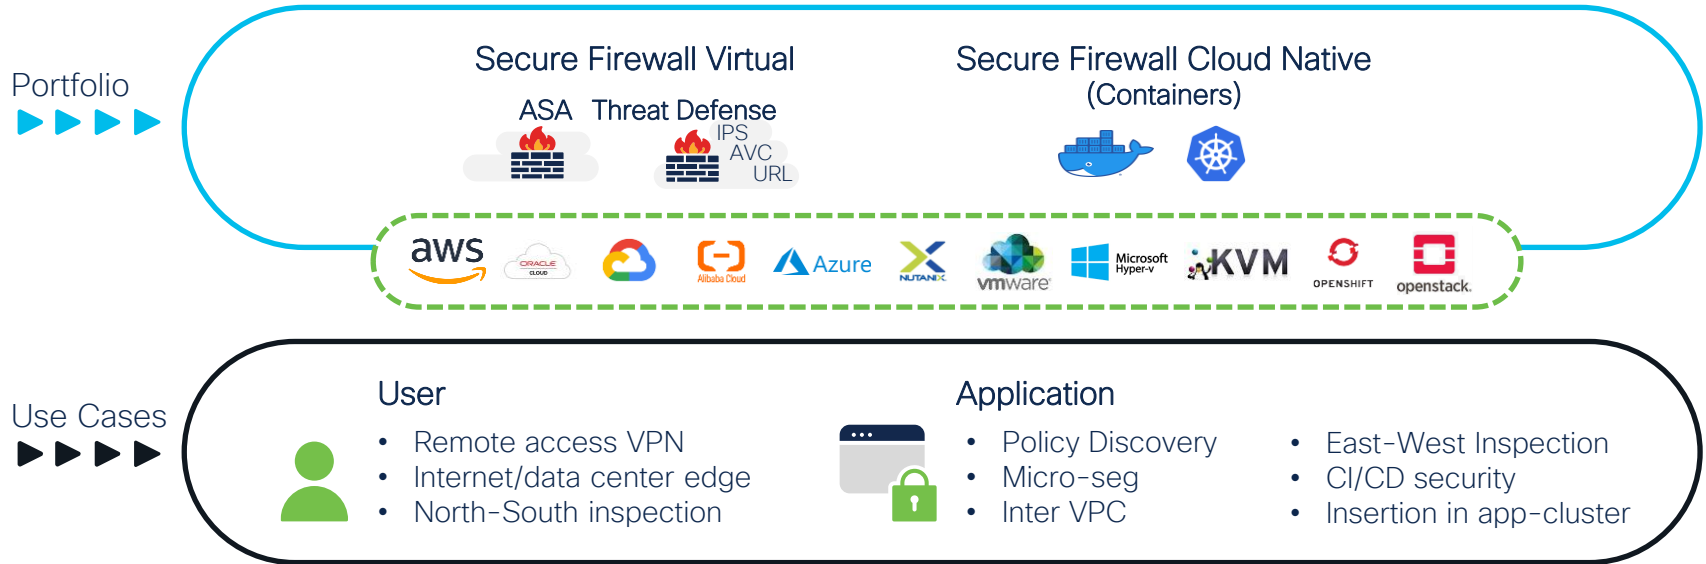 Portfolio
Secure Firewall Virtual
ASA Threat Defense
IPS
AVC
URL
Secure Firewall Cloud Native
(Containers)
aws
ORACLE
CLOUD
Alibaba Cloud
Azure
NUTANIX
vmware
Microsoft
Hyper-v
KVM
OPENSHIFT
openstack.
Use Cases
User
• Remote access VPN
• Internet/data center edge
• North-South inspection
Application
• Policy Discovery
• Micro-seg
• Inter VPC
• East-West Inspection
• CI/CD security
• Insertion in app-cluster